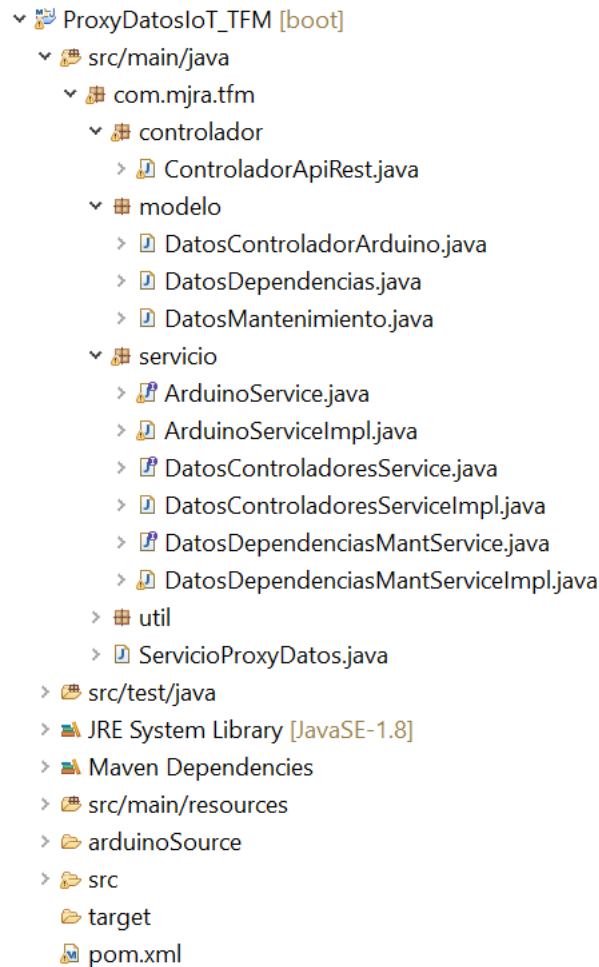 ProxyDatosIoT_TFM [boot]
src/main/java
com.mjra.tfm
controlador
ControladorApiRest.java
modelo
DatosControladorArduino.java
DatosDependencias.java
DatosMantenimiento.java
servicio
ArduinoService.java
ArduinoServiceImpl.java
DatosControladoresService.java
DatosControladoresServiceImpl.java
DatosDependenciasMantService.java
DatosDependenciasMantServiceImpl.java
util
ServicioProxyDatos.java
src/test/java
JRE System Library [JavaSE-1.8]
Maven Dependencies
src/main/resources
arduinoSource
src
target
pom.xml